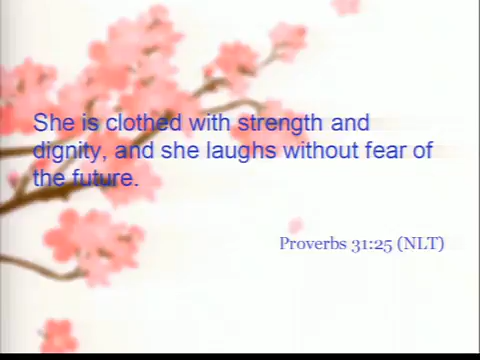 She is clothed with strength and
dignity, and she laughs without fear of
the future.
Proverbs 31:25 (NLT)